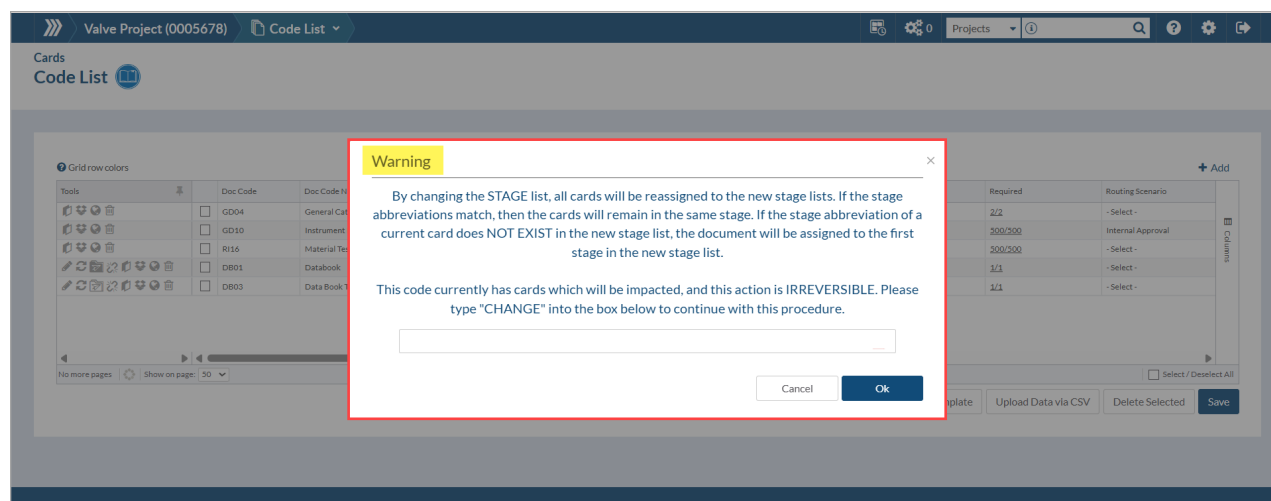 Valve Project (0005678) Code List 0 Projects
Cards
Code List
Grid row colors
Add
Tools Doc Code Doc Code N Required Routing Scenario
GD04 General Cat 2/2 - Select -
GD10 Instrument 500/500 Internal Approval
RI16 Material Tes 500/500 - Select -
DB01 Databook 1/1 - Select -
DB03 Data Book T 1/1 - Select -
Columns
No more pages Show on page: 50 Select / Deselect All
mplate Upload Data via CSV Delete Selected Save
Warning
By changing the STAGE list, all cards will be reassigned to the new stage lists. If the stage
abbreviations match, then the cards will remain in the same stage. If the stage abbreviation of a
current card does NOT EXIST in the new stage list, the document will be assigned to the first
stage in the new stage list.
This code currently has cards which will be impacted, and this action is IRREVERSIBLE. Please
type "CHANGE" into the box below to continue with this procedure.
Cancel Ok